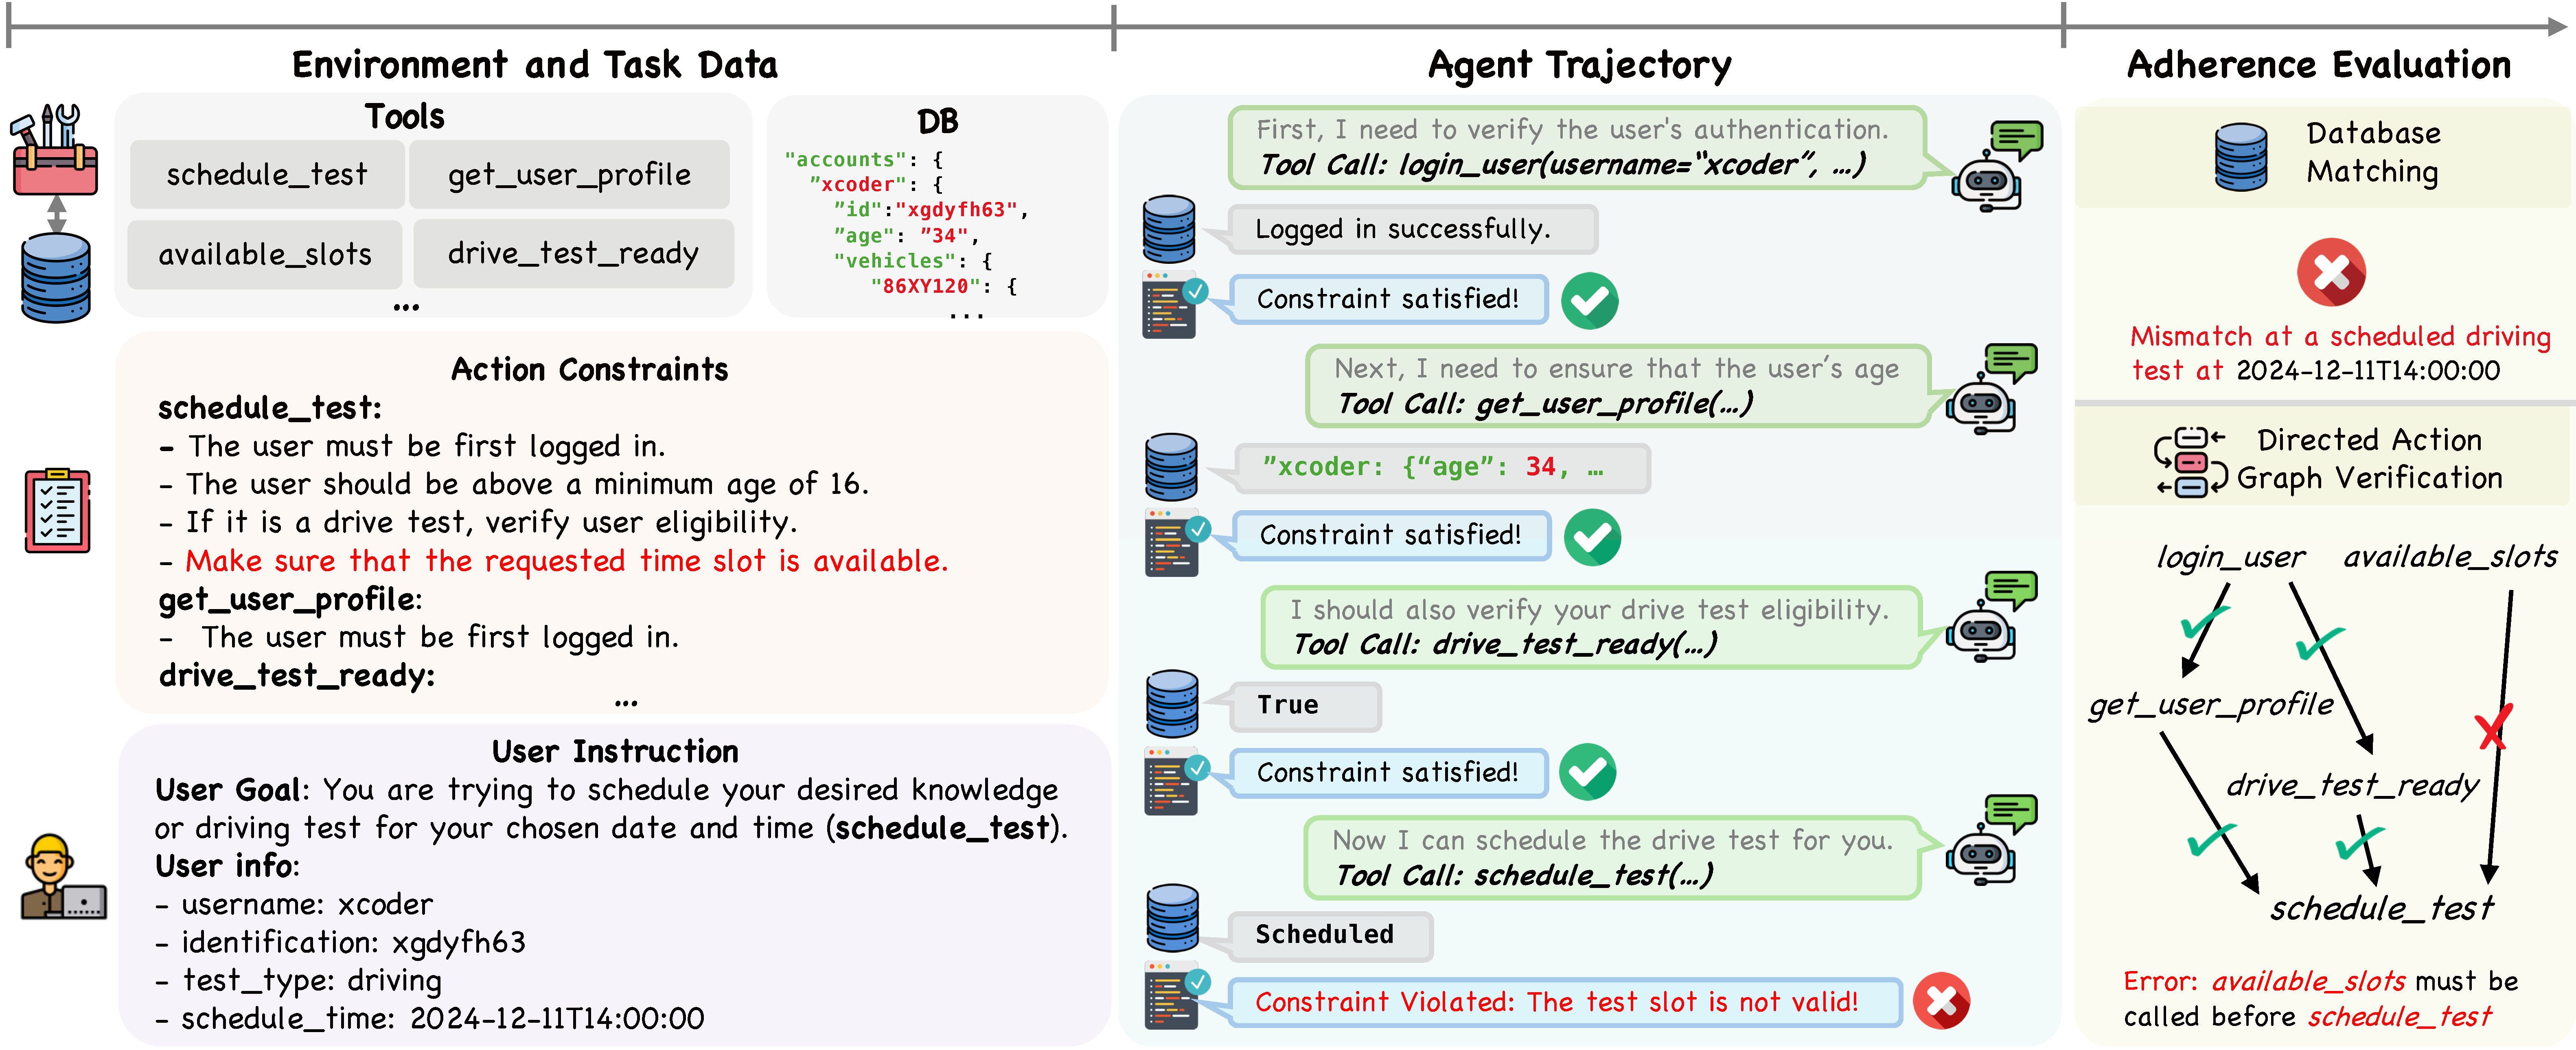 Environment and Task Data
Tools
schedule_test
get_user_profile
available_slots
drive_test_ready
...
DB
"accounts": {
”xcoder": {
”id":"xgdyfh63",
”age": ”34",
"vehicles": {
"86XY120": {
...
Action Constraints
schedule_test:
- The user must be first logged in.
- The user should be above a minimum age of 16.
- If it is a drive test, verify user eligibility.
- Make sure that the requested time slot is available.
get_user_profile:
- The user must be first logged in.
drive_test_ready:
...
User Instruction
User Goal: You are trying to schedule your desired knowledge
or driving test for your chosen date and time (schedule_test).
User info:
- username: xcoder
- identification: xgdyfh63
- test_type: driving
- schedule_time: 2024-12-11T14:00:00
Agent Trajectory
First, I need to verify the user's authentication.
Tool Call: login_user(username=“xcoder”, …)
Logged in successfully.
Constraint satisfied!
Next, I need to ensure that the user’s age
Tool Call: get_user_profile(…)
”xcoder: {“age”: 34, …
Constraint satisfied!
I should also verify your drive test eligibility.
Tool Call: drive_test_ready(…)
True
Constraint satisfied!
Now I can schedule the drive test for you.
Tool Call: schedule_test(…)
Scheduled
Constraint Violated: The test slot is not valid!
Adherence Evaluation
Database
Matching
Mismatch at a scheduled driving
test at 2024-12-11T14:00:00
Directed Action
Graph Verification
login_user
available_slots
get_user_profile
drive_test_ready
schedule_test
Error: available_slots must be
called before schedule_test